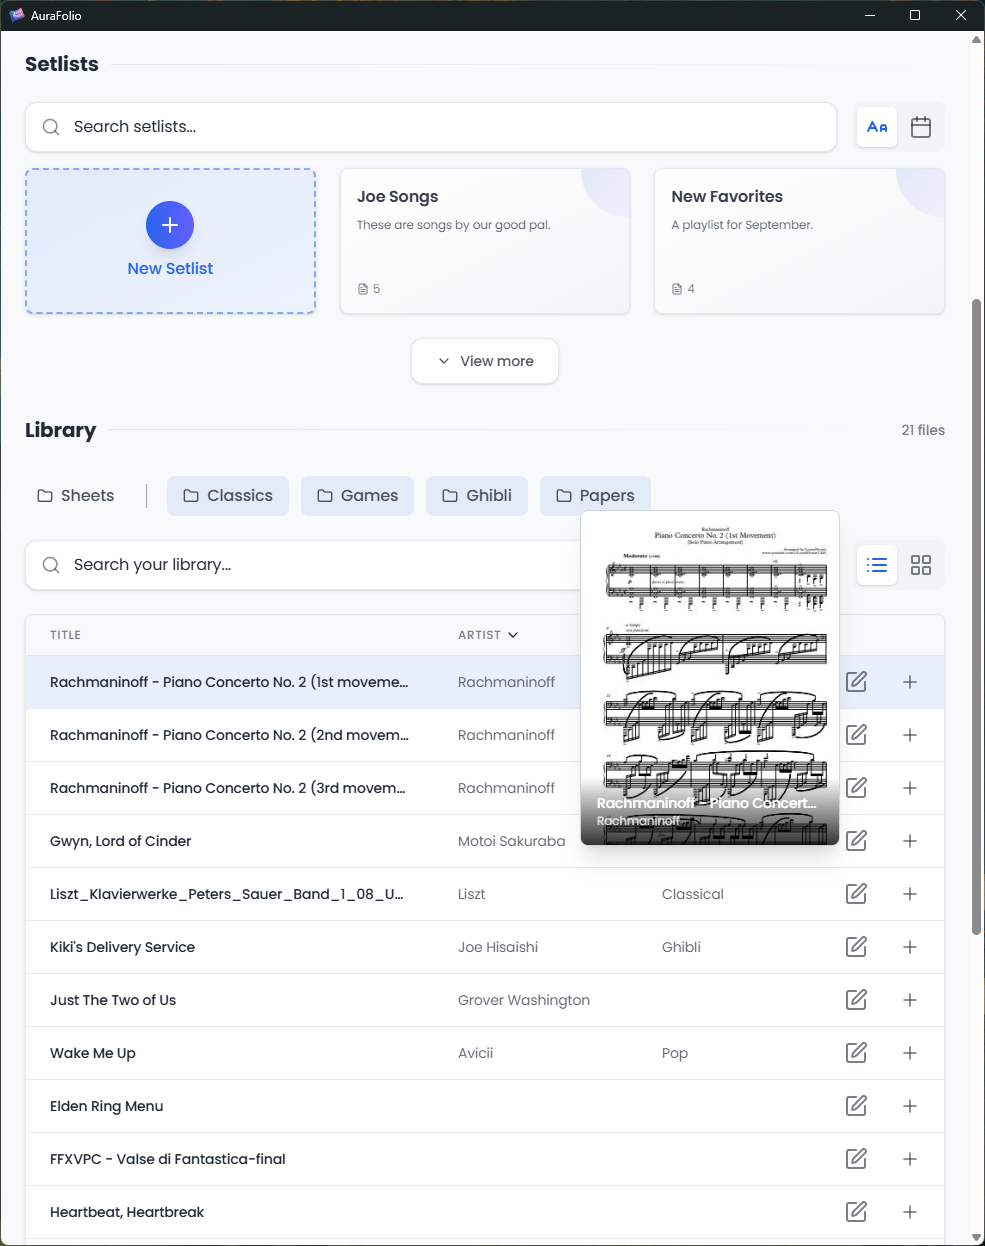 AuraFolio
Setlists
Search setlists...
Aa
New Setlist
Joe Songs
These are songs by our good pal.
5
New Favorites
A playlist for September.
4
View more
Library
21 files
Sheets
Classics
Games
Ghibli
Papers
Search your library...
TITLE
ARTIST
Rachmaninoff - Piano Concerto No. 2 (1st moveme...
Rachmaninoff
Rachmaninoff - Piano Concerto No. 2 (2nd movem...
Rachmaninoff
Rachmaninoff - Piano Concerto No. 2 (3rd movem...
Rachmaninoff
Gwyn, Lord of Cinder
Motoi Sakuraba
Liszt_Klavierwerke_Peters_Sauer_Band_1_08_U...
Liszt
Classical
Kiki's Delivery Service
Joe Hisaishi
Ghibli
Just The Two of Us
Grover Washington
Wake Me Up
Avicii
Pop
Elden Ring Menu
FFXVPC - Valse di Fantastica-final
Heartbeat, Heartbreak
Rachmaninoff
Piano Concerto No. 2 (1st Movement)
(Solo Piano Arrangement)
Moderato
Rachmaninoff - Piano Concert...
Rachmaninoff